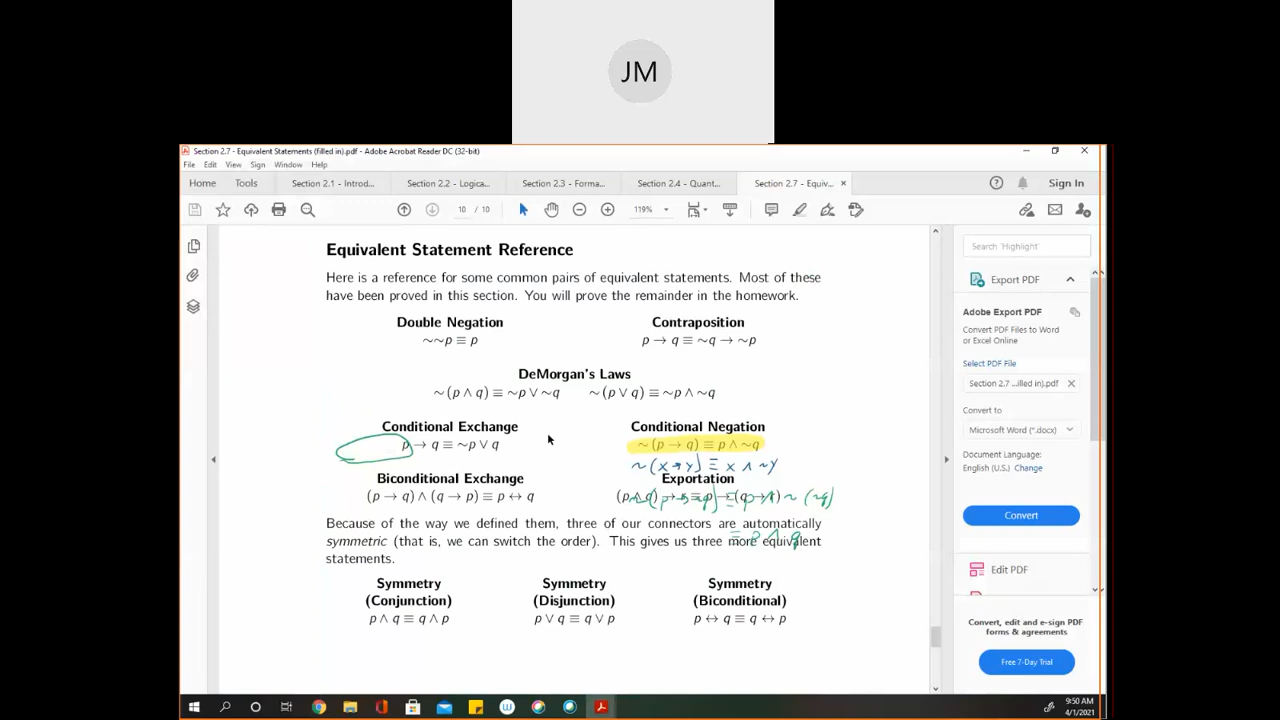 JM
Section 2.7 - Equivalent Statements (filled in).pdf - Adobe Acrobat Reader DC (32-bit)
File Edit View Sign Window Help
Home Tools Section 2.1 - Introd... Section 2.2 - Logica... Section 2.3 - Forma... Section 2.4 - Quant... Section 2.7 - Equiv... × Sign In
10 / 10 119%
Equivalent Statement Reference
Here is a reference for some common pairs of equivalent statements. Most of these
have been proved in this section. You will prove the remainder in the homework.
Double Negation Contraposition
∼∼p ≡ p p → q ≡ ∼q → ∼p
DeMorgan's Laws
∼(p ∧ q) ≡ ∼p ∨ ∼q ∼(p ∨ q) ≡ ∼p ∧ ∼q
Conditional Exchange Conditional Negation
p → q ≡ ∼p ∨ q ∼(p → q) ≡ p ∧ ∼q
∼(x → y) ≡ x ∧ ∼y
Biconditional Exchange Exportation
(p → q) ∧ (q → p) ≡ p ↔ q
∼(p → ∼q) ≡ p ∧ ∼(∼q)
Because of the way we defined them, three of our connectors are automatically
≡ p ∧ q
symmetric (that is, we can switch the order). This gives us three more equivalent
statements.
Symmetry Symmetry Symmetry
(Conjunction) (Disjunction) (Biconditional)
p ∧ q ≡ q ∧ p p ∨ q ≡ q ∨ p p ↔ q ≡ q ↔ p
Search 'Highlight'
Export PDF
Adobe Export PDF
Convert PDF Files to Word
or Excel Online
Select PDF File
Section 2.7 ...illed in).pdf ×
Convert to
Microsoft Word (*.docx)
Document Language:
English (U.S.) Change
Convert
Edit PDF
Convert, edit and e-sign PDF
forms & agreements
Free 7-Day Trial
9:50 AM
4/1/2021